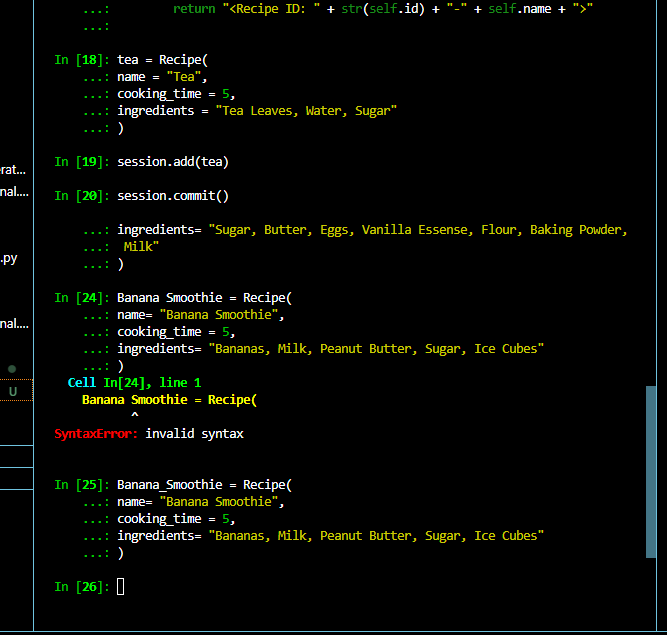 ...: return "<Recipe ID: " + str(self.id) + "-" + self.name + ">"
...:
In [18]: tea = Recipe(
...: name = "Tea",
...: cooking_time = 5,
...: ingredients = "Tea Leaves, Water, Sugar"
...: )
In [19]: session.add(tea)
rat...
nal....
In [20]: session.commit()
...: ingredients= "Sugar, Butter, Eggs, Vanilla Essense, Flour, Baking Powder,
...: Milk"
.py
...: )
In [24]: Banana Smoothie = Recipe(
...: name= "Banana Smoothie",
nal....
...: cooking_time = 5,
...: ingredients= "Bananas, Milk, Peanut Butter, Sugar, Ice Cubes"
...: )
Cell In[24], line 1
U
Banana Smoothie = Recipe(
^
SyntaxError: invalid syntax
In [25]: Banana_Smoothie = Recipe(
...: name= "Banana Smoothie",
...: cooking_time = 5,
...: ingredients= "Bananas, Milk, Peanut Butter, Sugar, Ice Cubes"
...: )
In [26]: